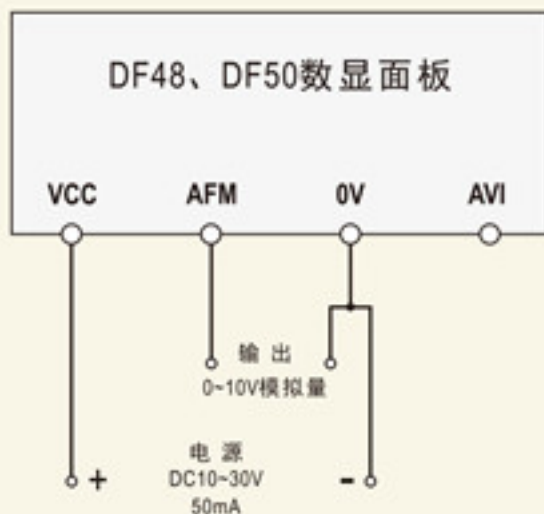 DF48、DF50数显面板
VCC AFM 0V AVI
输出
0~10V模拟量
电源
+ DC10~30V -
50mA